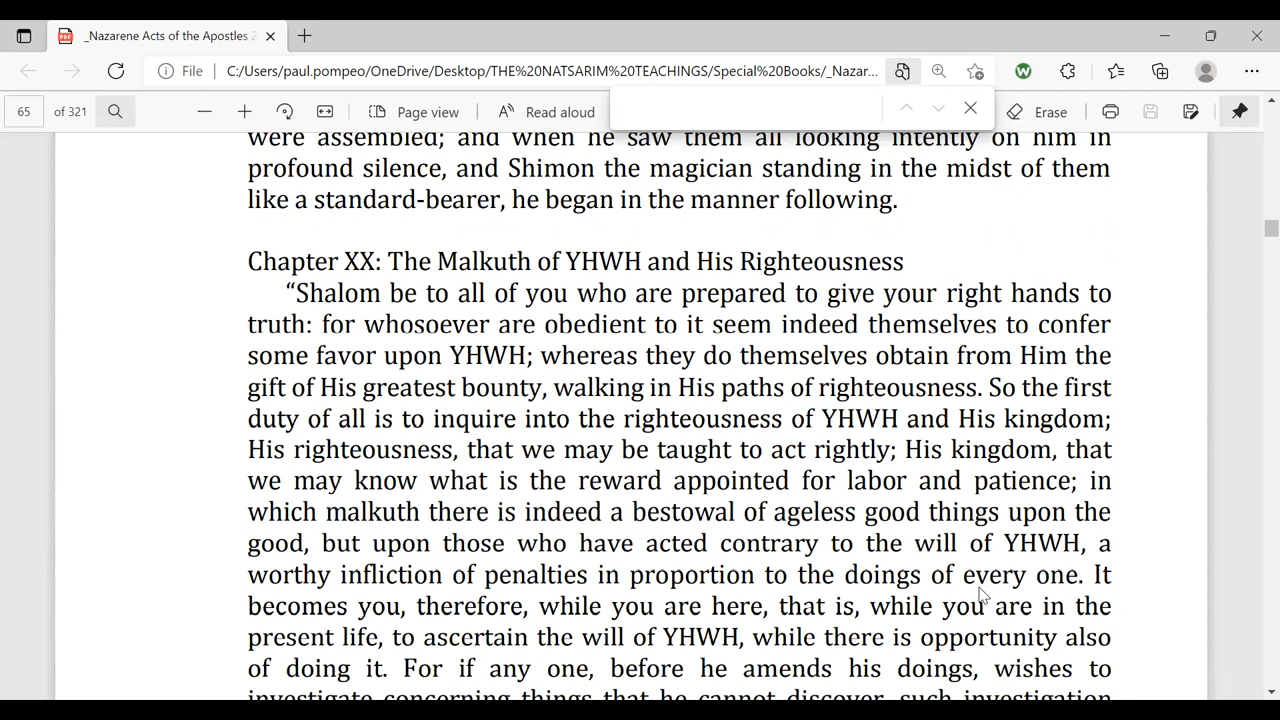 _Nazarene Acts of the Apostles 2
File
C:/Users/paul.pompeo/OneDrive/Desktop/THE%20NATSARIM%20TEACHINGS/Special%20Books/_Nazar...
65 of 321
Page view
Read aloud
Erase
were assembled; and when he saw them all looking intently on him in
profound silence, and Shimon the magician standing in the midst of them
like a standard-bearer, he began in the manner following.
Chapter XX: The Malkuth of YHWH and His Righteousness
“Shalom be to all of you who are prepared to give your right hands to
truth: for whosoever are obedient to it seem indeed themselves to confer
some favor upon YHWH; whereas they do themselves obtain from Him the
gift of His greatest bounty, walking in His paths of righteousness. So the first
duty of all is to inquire into the righteousness of YHWH and His kingdom;
His righteousness, that we may be taught to act rightly; His kingdom, that
we may know what is the reward appointed for labor and patience; in
which malkuth there is indeed a bestowal of ageless good things upon the
good, but upon those who have acted contrary to the will of YHWH, a
worthy infliction of penalties in proportion to the doings of every one. It
becomes you, therefore, while you are here, that is, while you are in the
present life, to ascertain the will of YHWH, while there is opportunity also
of doing it. For if any one, before he amends his doings, wishes to
investigate concerning things that he cannot discover, such investigation